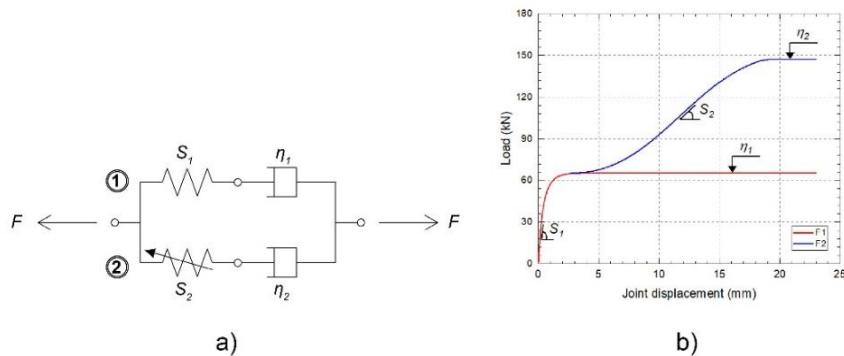 S1
η1
①
F
F
②
S2
η2
a)
Load (kN)
180
150
120
90
60
30
0
η2
S2
η1
S1
F1
F2
0
5
10
15
20
25
Joint displacement (mm)
b)